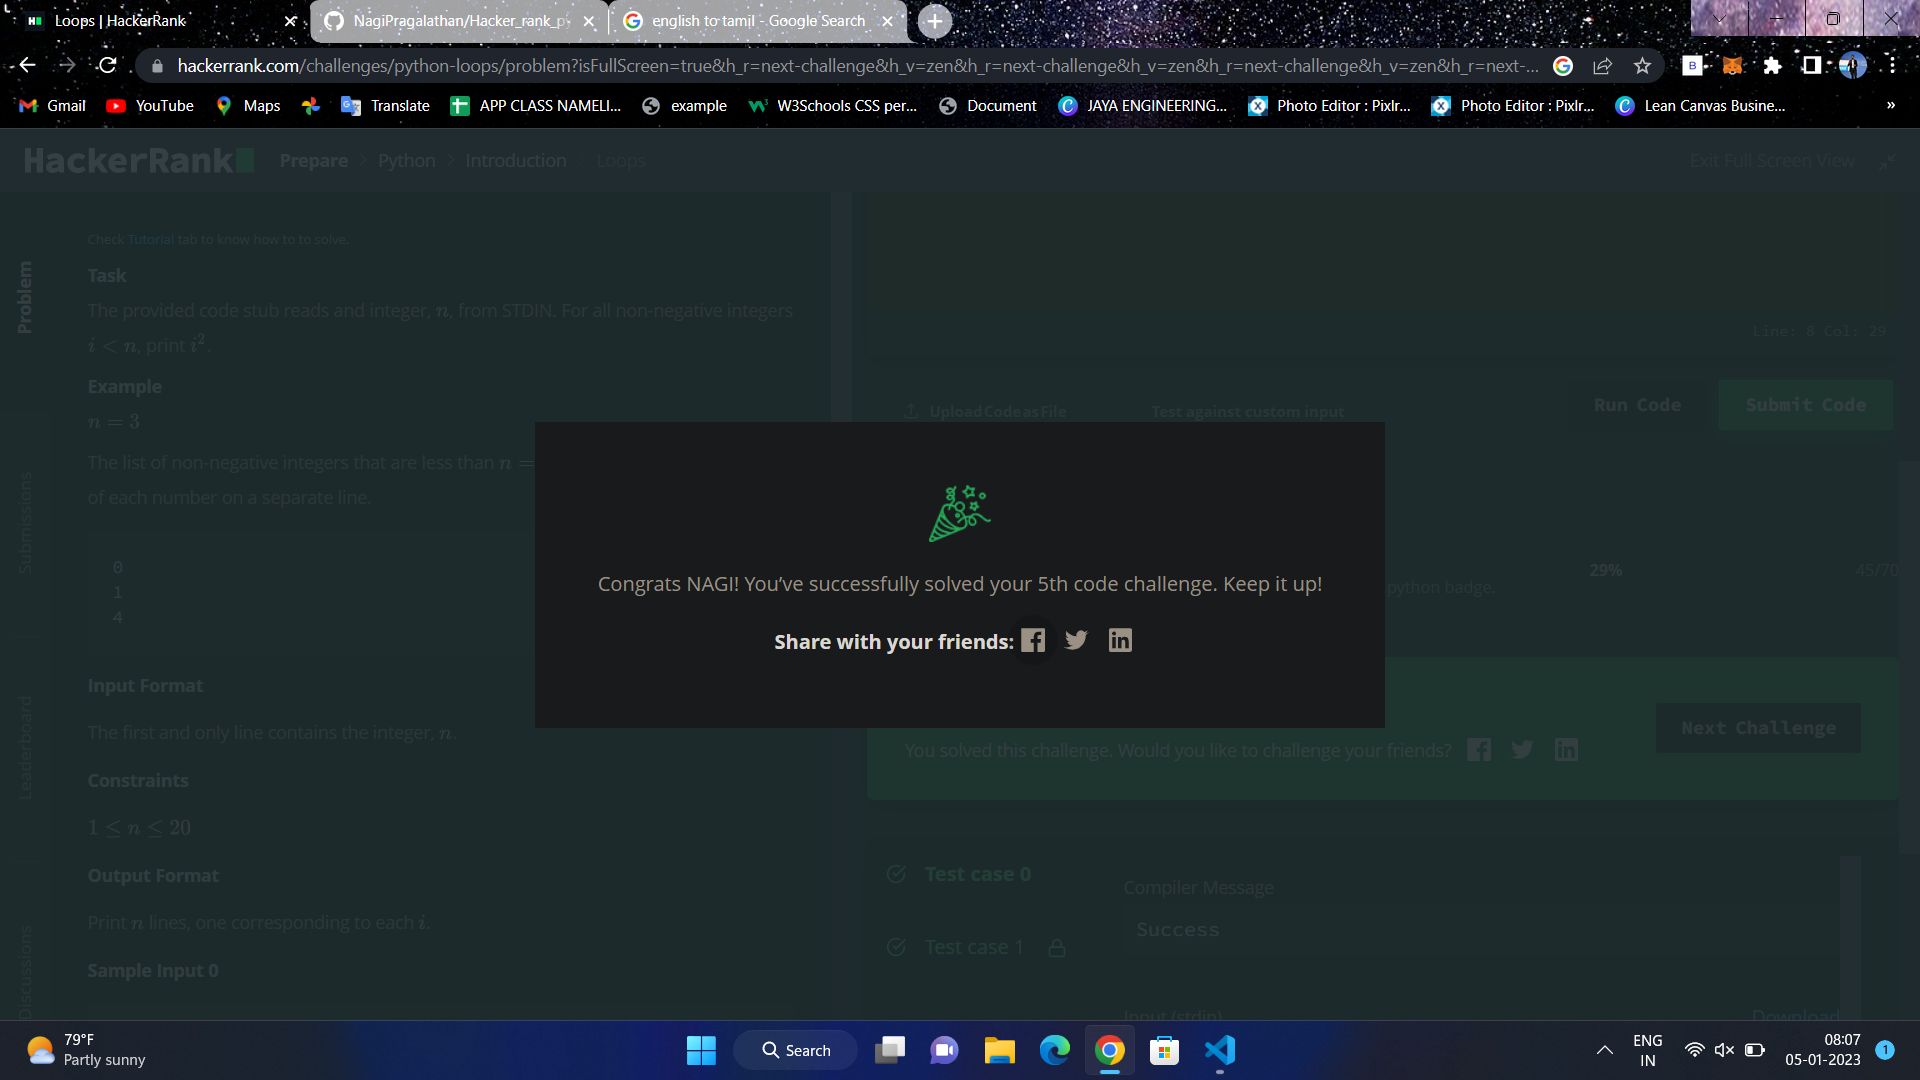 Loops | HackerRank
NagiPragalathan/Hacker_rank_p
english to tamil - Google Search
hackerrank.com/challenges/python-loops/problem?isFullScreen=true&h_r=next-challenge&h_v=zen&h_r=next-challenge&h_v=zen&h_r=next-challenge&h_v=zen&h_r=next-...
Gmail YouTube Maps Translate APP CLASS NAMELI... example W3Schools CSS per... Document JAYA ENGINEERING... Photo Editor : Pixlr... Photo Editor : Pixlr... Lean Canvas Busine... »
HackerRank Prepare > Python > Introduction Loops
Exit Full Screen View
Problem
Submissions
Leaderboard
Discussions
Check Tutorial tab to know how to to solve.
Task
The provided code stub reads and integer, n, from STDIN. For all non-negative integers
i < n, print i².
Example
n = 3
The list of non-negative integers that are less than n =
of each number on a separate line.
0
1
4
Input Format
The first and only line contains the integer, n.
Constraints
1 ≤ n ≤ 20
Output Format
Print n lines, one corresponding to each i.
Sample Input 0
Line: 8 Col: 29
Upload Code as File
Test against custom input
Run Code
Submit Code
29%
45/70
python badge.
Congrats NAGI! You’ve successfully solved your 5th code challenge. Keep it up!
Share with your friends:
You solved this challenge. Would you like to challenge your friends?
Next Challenge
Test case 0
Test case 1
Compiler Message
Success
Input (stdin)
Download
79°F
Partly sunny
Search
ENG
IN
08:07
05-01-2023
1